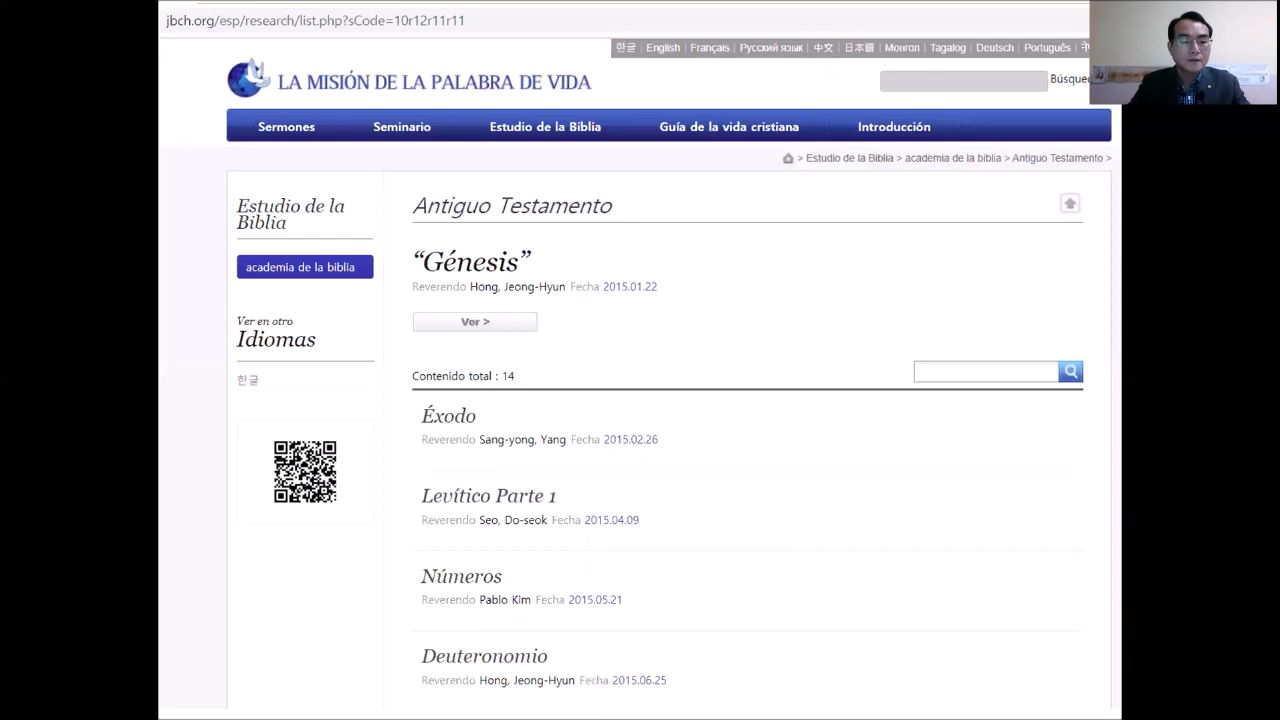 jbch.org/esp/research/list.php?sCode=10r12r11r11
한글 | English | Français | Русский язык | 中文 | 日本語 | Монгол | Tagalog | Deutsch | Português |
LA MISIÓN DE LA PALABRA DE VIDA
Búsque
Sermones Seminario Estudio de la Biblia Guía de la vida cristiana Introducción
> Estudio de la Biblia > academia de la biblia > Antiguo Testamento >
Estudio de la
Biblia
academia de la biblia
Ver en otro
Idiomas
한글
Antiguo Testamento
“Génesis”
Reverendo Hong, Jeong-Hyun Fecha 2015.01.22
Ver >
Contenido total : 14
Éxodo
Reverendo Sang-yong, Yang Fecha 2015.02.26
Levítico Parte 1
Reverendo Seo, Do-seok Fecha 2015.04.09
Números
Reverendo Pablo Kim Fecha 2015.05.21
Deuteronomio
Reverendo Hong, Jeong-Hyun Fecha 2015.06.25